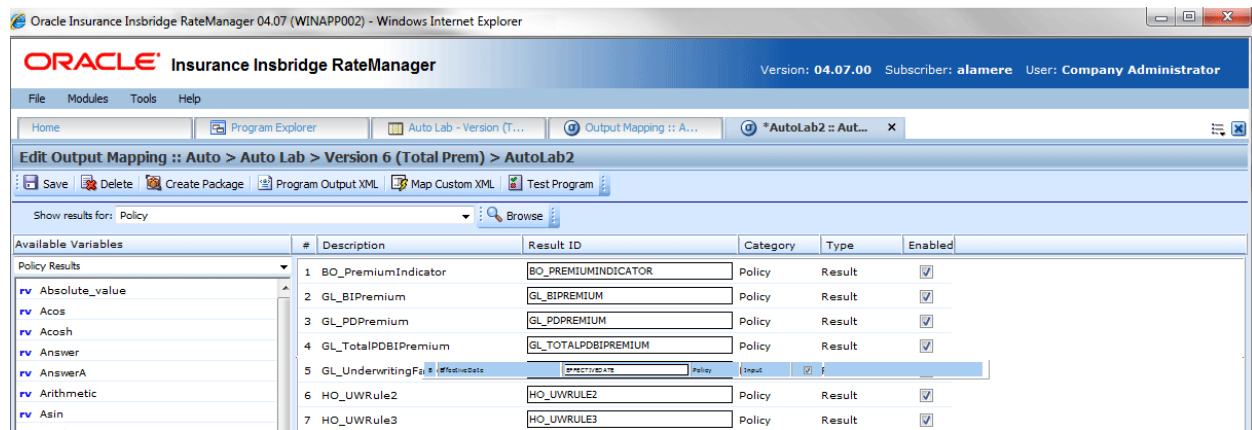 Oracle Insurance Insbridge RateManager 04.07 (WINAPP002) - Windows Internet Explorer
ORACLE Insurance Insbridge RateManager
Version: 04.07.00 Subscriber: alamere User: Company Administrator
File Modules Tools Help
Home Program Explorer Auto Lab - Version (T... Output Mapping :: A... *AutoLab2 :: Aut... x
Edit Output Mapping :: Auto > Auto Lab > Version 6 (Total Prem) > AutoLab2
Save Delete Create Package Program Output XML Map Custom XML Test Program
Show results for: Policy Browse
Available Variables # Description Result ID Category Type Enabled
Policy Results
rv Absolute_value
rv Acos
rv Acosh
rv Answer
rv AnswerA
rv Arithmetic
rv Asin
1 BO_PremiumIndicator BO_PREMIUMINDICATOR Policy Result
2 GL_BIPremium GL_BIPREMIUM Policy Result
3 GL_PDPremium GL_PDPREMIUM Policy Result
4 GL_TotalPDBIPremium GL_TOTALPDBIPREMIUM Policy Result
5 GL_UnderwritingFa 8 EffectiveDate EFFECTIVEDATE Policy Input
6 HO_UWRule2 HO_UWRULE2 Policy Result
7 HO_UWRule3 HO_UWRULE3 Policy Result